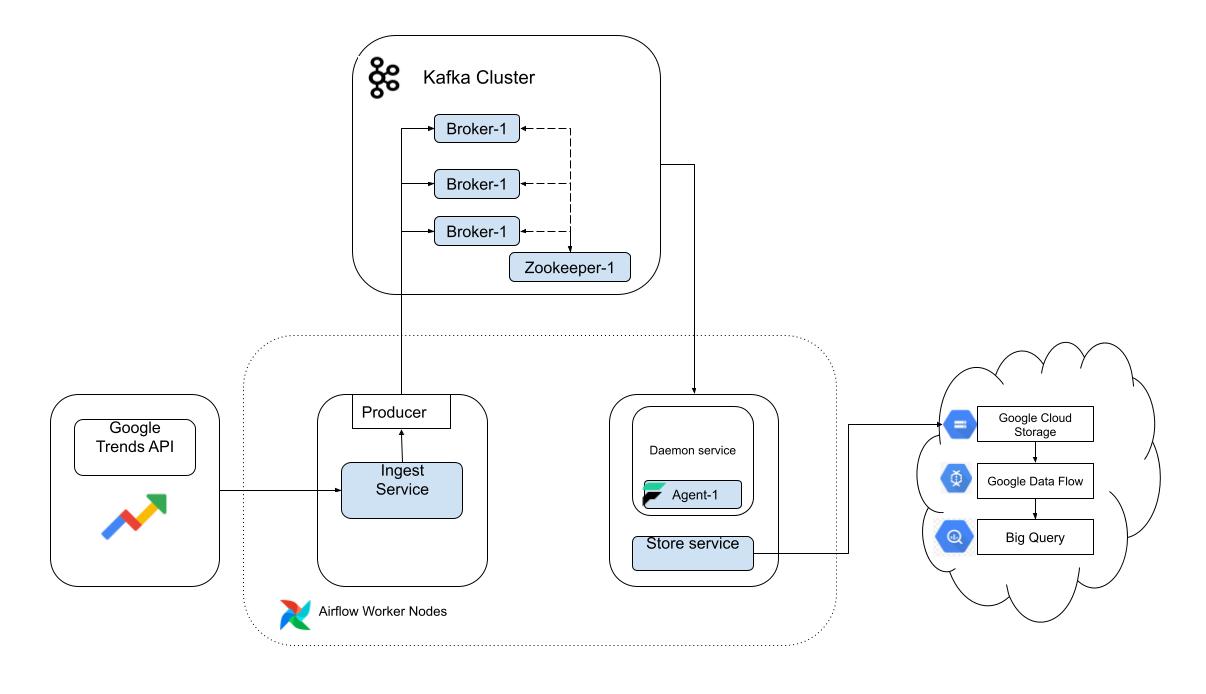 Kafka Cluster
Broker-1
Broker-1
Broker-1
Zookeeper-1
Google
Trends API
Producer
Ingest
Service
Daemon service
Agent-1
Store service
Airflow Worker Nodes
Google Cloud
Storage
Google Data Flow
Big Query